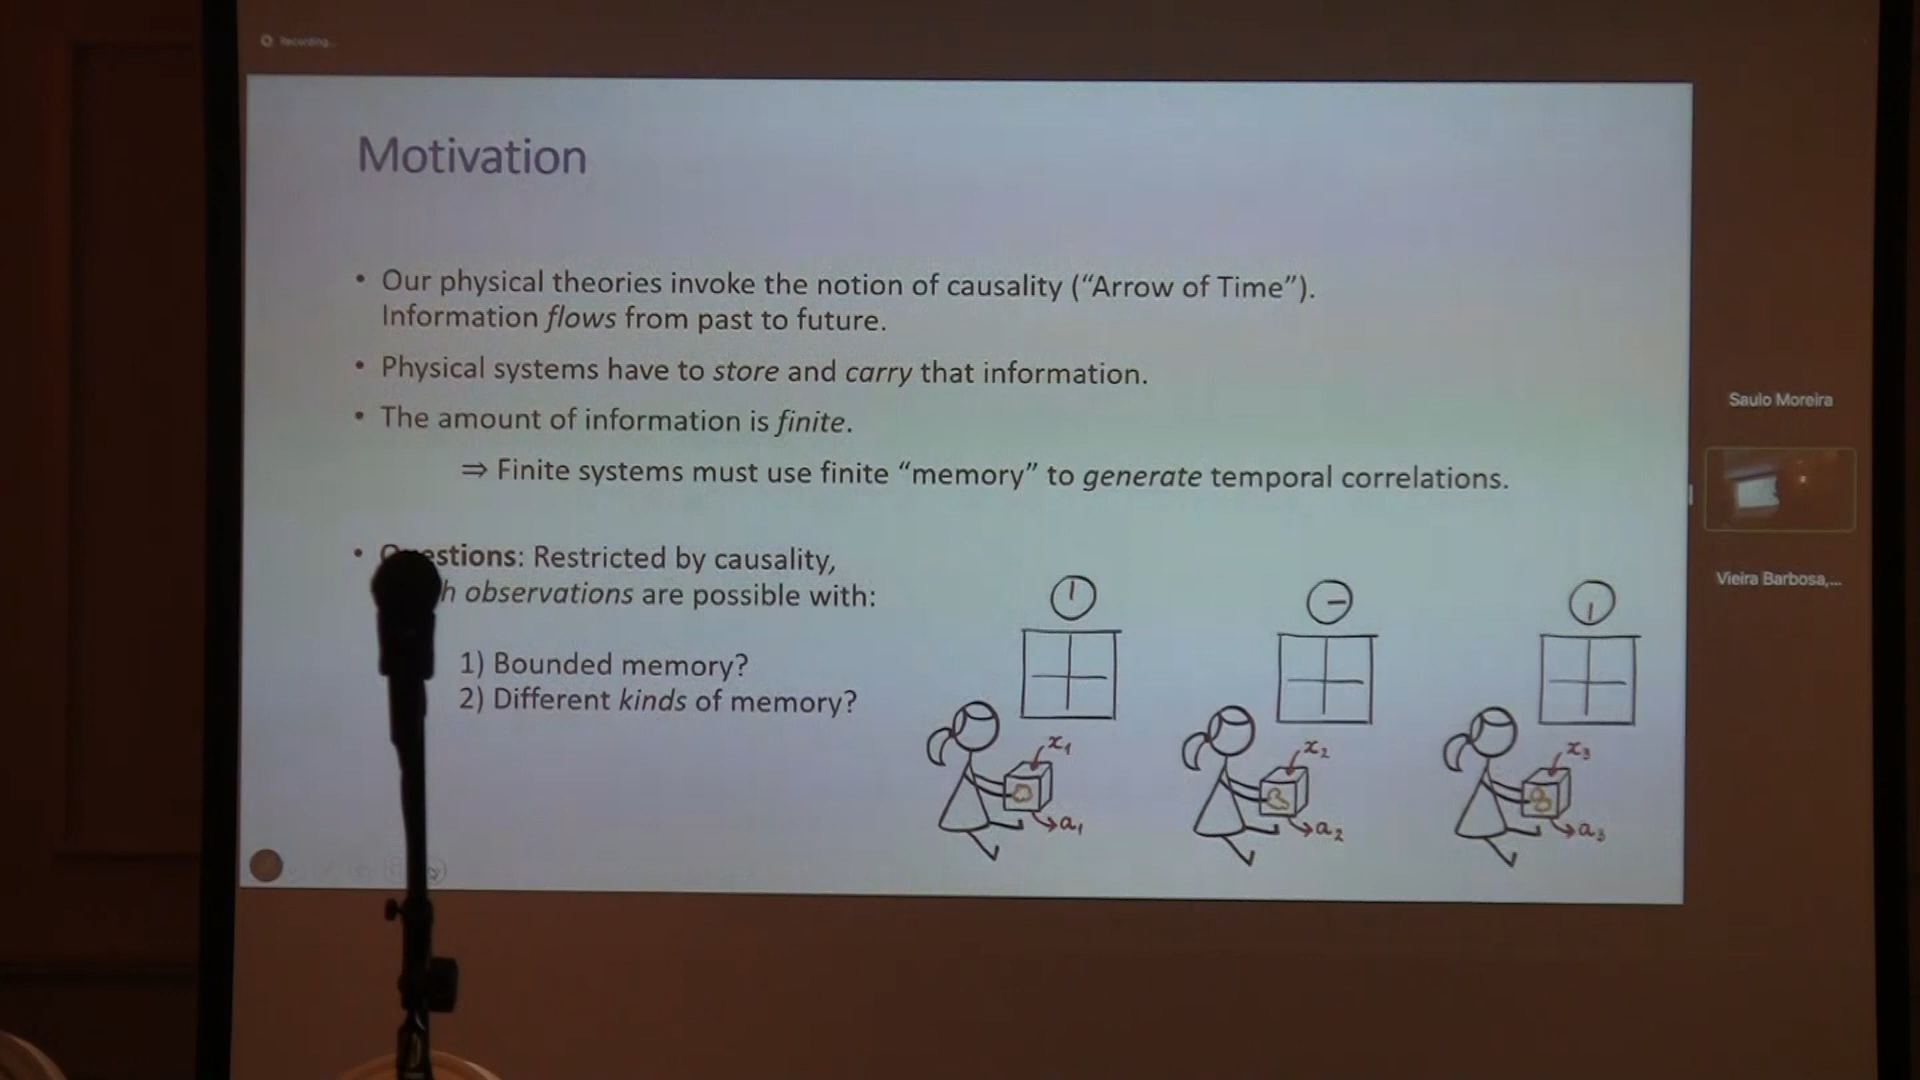 Recording...
Motivation
• Our physical theories invoke the notion of causality (“Arrow of Time”).
Information flows from past to future.
• Physical systems have to store and carry that information.
• The amount of information is finite.
⇒ Finite systems must use finite “memory” to generate temporal correlations.
• Questions: Restricted by causality,
observations are possible with:
1) Bounded memory?
2) Different kinds of memory?
x₁
a₁
x₂
a₂
x₃
a₃
Saulo Moreira
Vieira Barbosa,...